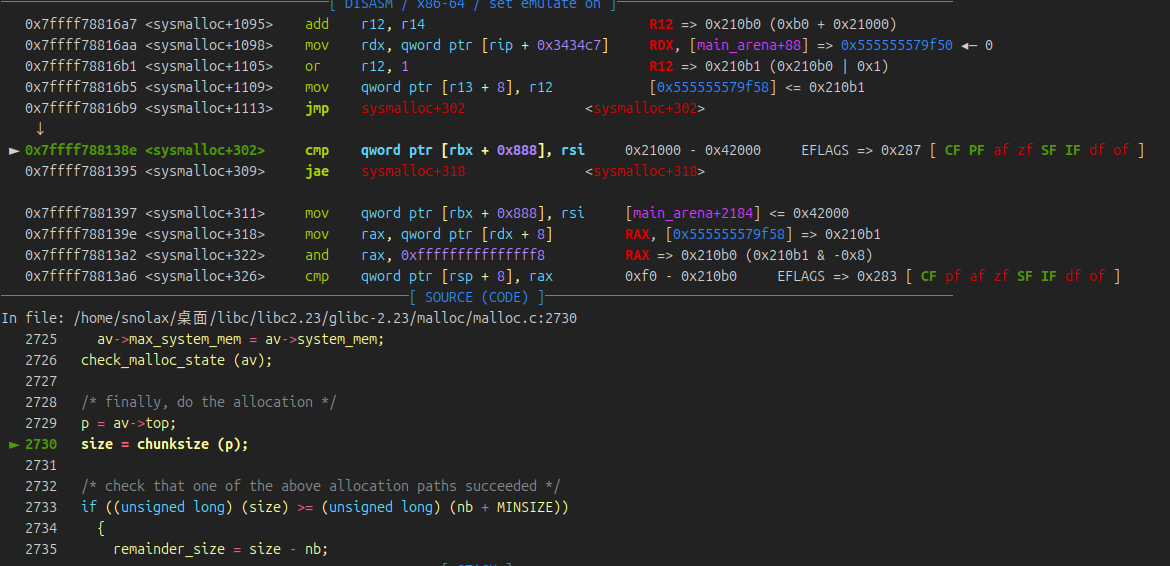 [ DISASM / x86-64 / set emulate on ]
0x7ffff78816a7 <sysmalloc+1095> add r12, r14 R12 => 0x210b0 (0xb0 + 0x21000)
0x7ffff78816aa <sysmalloc+1098> mov rdx, qword ptr [rip + 0x3434c7] RDX, [main_arena+88] => 0x555555579f50 ◂— 0
0x7ffff78816b1 <sysmalloc+1105> or r12, 1 R12 => 0x210b1 (0x210b0 | 0x1)
0x7ffff78816b5 <sysmalloc+1109> mov qword ptr [r13 + 8], r12 [0x555555579f58] <= 0x210b1
0x7ffff78816b9 <sysmalloc+1113> jmp sysmalloc+302 <sysmalloc+302>
↓
► 0x7ffff788138e <sysmalloc+302> cmp qword ptr [rbx + 0x888], rsi 0x21000 - 0x42000 EFLAGS => 0x287 [ CF PF af zf SF IF df of ]
0x7ffff7881395 <sysmalloc+309> jae sysmalloc+318 <sysmalloc+318>
0x7ffff7881397 <sysmalloc+311> mov qword ptr [rbx + 0x888], rsi [main_arena+2184] <= 0x42000
0x7ffff788139e <sysmalloc+318> mov rax, qword ptr [rdx + 8] RAX, [0x555555579f58] => 0x210b1
0x7ffff78813a2 <sysmalloc+322> and rax, 0xfffffffffffffff8 RAX => 0x210b0 (0x210b1 & -0x8)
0x7ffff78813a6 <sysmalloc+326> cmp qword ptr [rsp + 8], rax 0xf0 - 0x210b0 EFLAGS => 0x283 [ CF pf af zf SF IF df of ]
[ SOURCE (CODE) ]
In file: /home/snolax/桌面/libc/libc2.23/glibc-2.23/malloc/malloc.c:2730
2725 av->max_system_mem = av->system_mem;
2726 check_malloc_state (av);
2727
2728 /* finally, do the allocation */
2729 p = av->top;
► 2730 size = chunksize (p);
2731
2732 /* check that one of the above allocation paths succeeded */
2733 if ((unsigned long) (size) >= (unsigned long) (nb + MINSIZE))
2734 {
2735 remainder_size = size - nb;